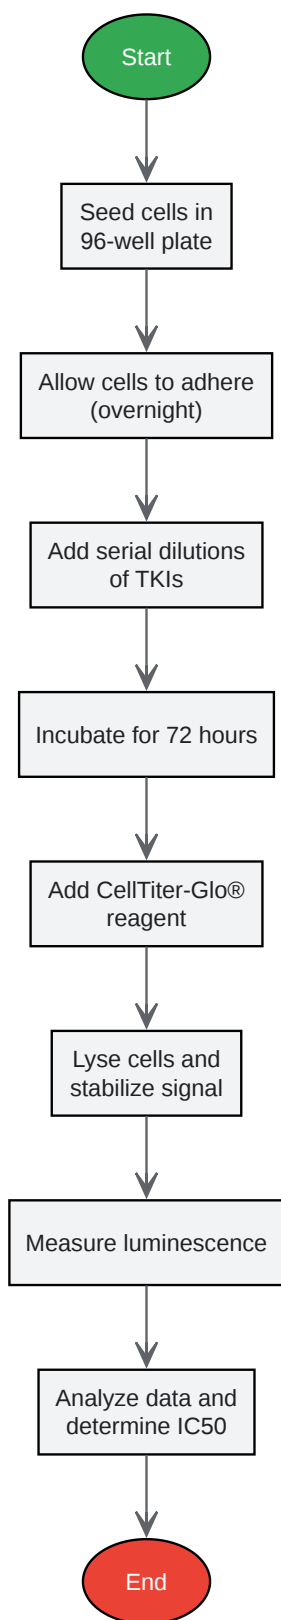 Start
Seed cells in
96-well plate
Allow cells to adhere
(overnight)
Add serial dilutions
of TKIs
Incubate for 72 hours
Add CellTiter-Glo®
reagent
Lyse cells and
stabilize signal
Measure luminescence
Analyze data and
determine IC50
End